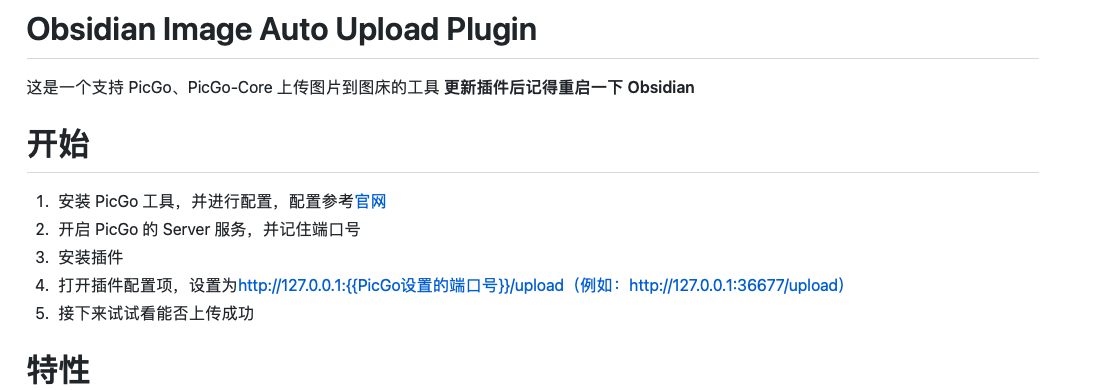 Obsidian Image Auto Upload Plugin
这是一个支持 PicGo、PicGo-Core 上传图片到图床的工具 更新插件后记得重启一下 Obsidian
开始
1. 安装 PicGo 工具，并进行配置，配置参考官网
2. 开启 PicGo 的 Server 服务，并记住端口号
3. 安装插件
4. 打开插件配置项，设置为http://127.0.0.1:{{PicGo设置的端口号}}/upload（例如：http://127.0.0.1:36677/upload）
5. 接下来试试看能否上传成功
特性